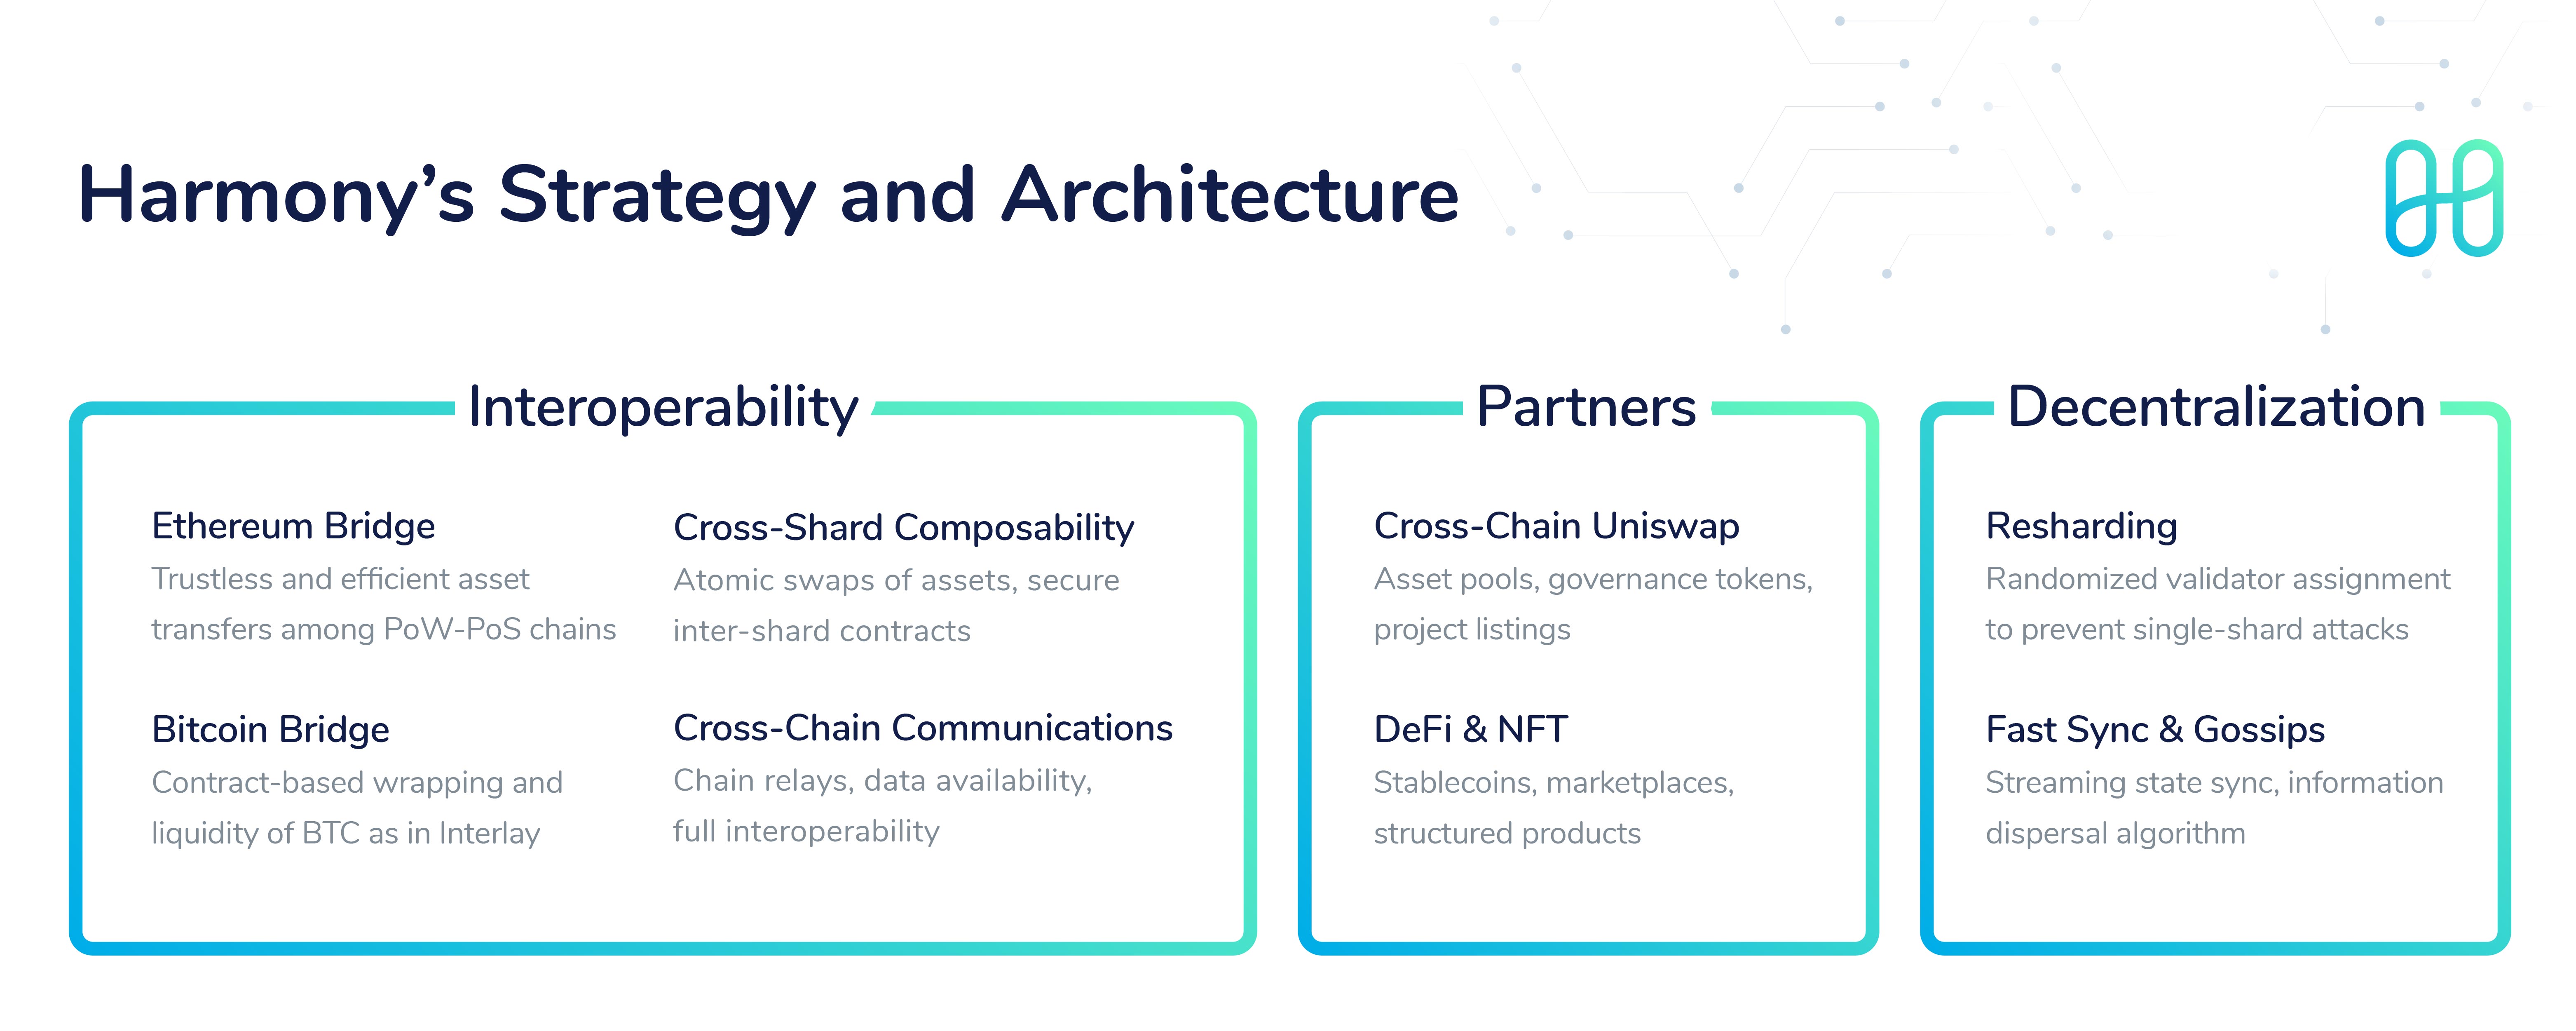 Harmony’s Strategy and Architecture
Interoperability
Ethereum Bridge
Trustless and efficient asset
transfers among PoW-PoS chains
Bitcoin Bridge
Contract-based wrapping and
liquidity of BTC as in Interlay
Cross-Shard Composability
Atomic swaps of assets, secure
inter-shard contracts
Cross-Chain Communications
Chain relays, data availability,
full interoperability
Partners
Cross-Chain Uniswap
Asset pools, governance tokens,
project listings
DeFi & NFT
Stablecoins, marketplaces,
structured products
Decentralization
Resharding
Randomized validator assignment
to prevent single-shard attacks
Fast Sync & Gossips
Streaming state sync, information
dispersal algorithm